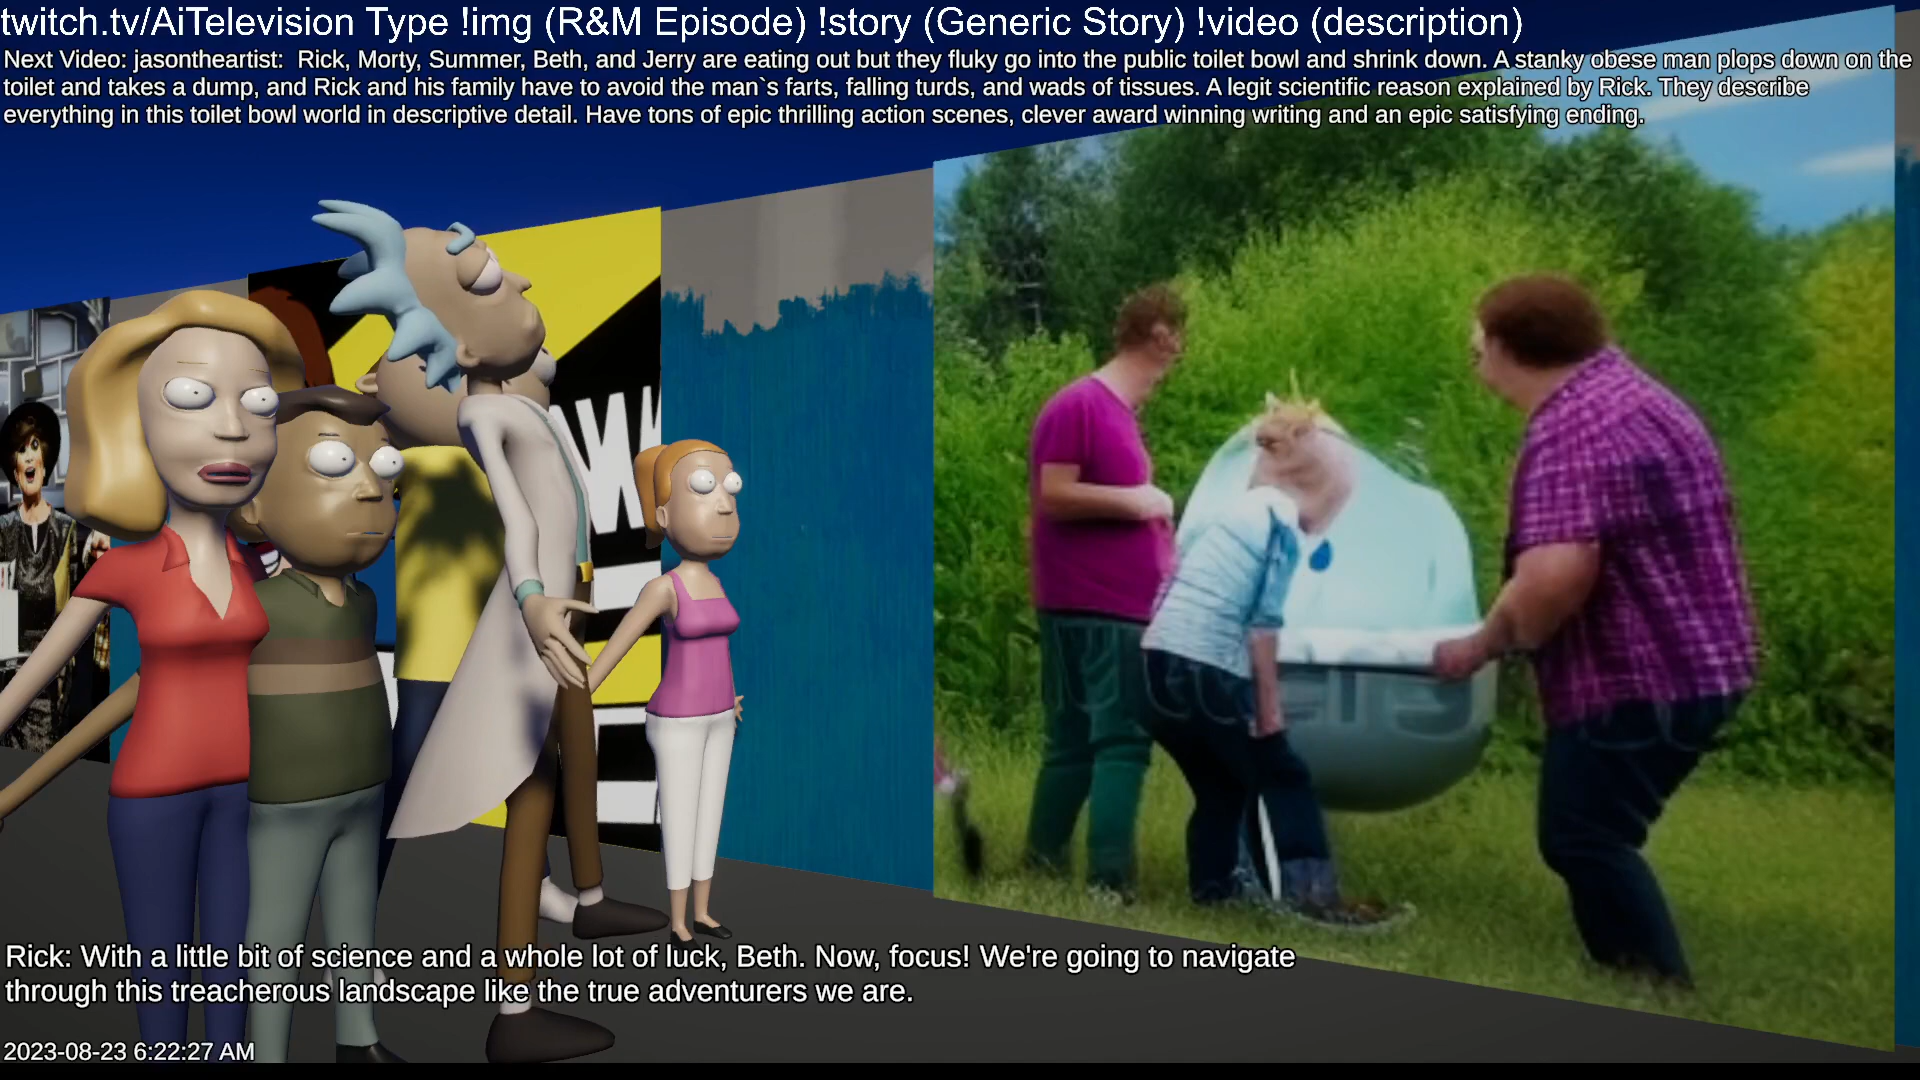 twitch.tv/AiTelevision Type !img (R&M Episode) !story (Generic Story) !video (description)
Next Video: jasontheartist:  Rick, Morty, Summer, Beth, and Jerry are eating out but they fluky go into the public toilet bowl and shrink down. A stanky obese man plops down on the
toilet and takes a dump, and Rick and his family have to avoid the man`s farts, falling turds, and wads of tissues. A legit scientific reason explained by Rick. They describe
everything in this toilet bowl world in descriptive detail. Have tons of epic thrilling action scenes, clever award winning writing and an epic satisfying ending.
Rick: With a little bit of science and a whole lot of luck, Beth. Now, focus! We're going to navigate
through this treacherous landscape like the true adventurers we are.
2023-08-23 6:22:27 AM